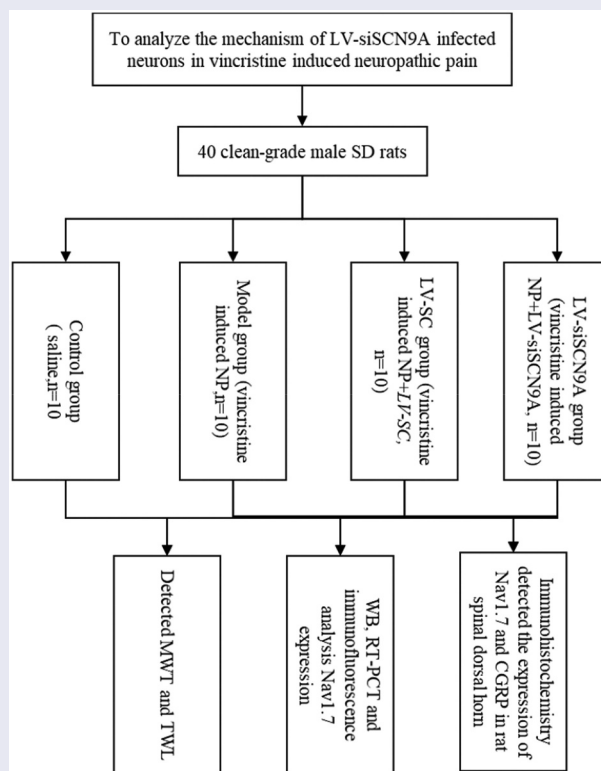 To analyze the mechanism of LV-siSCN9A infected
neurons in vincristine induced neuropathic pain
40 clean-grade male SD rats
Control group
( saline,n=10
Model group (vincristine
induced NP,n=10)
LV-SC group (vincristine
induced NP+LV-SC,
n=10)
LV-siSCN9A group
(vincristine induced
NP+LV-siSCN9A, n=10)
Detected MWT and TWL
WB, RT-PCT and
immunofluorescence
analysis Nav1.7
expression
Immunohistochemistry
detected the expression of
Nav1.7 and CGRP in rat
spinal dorsal horn